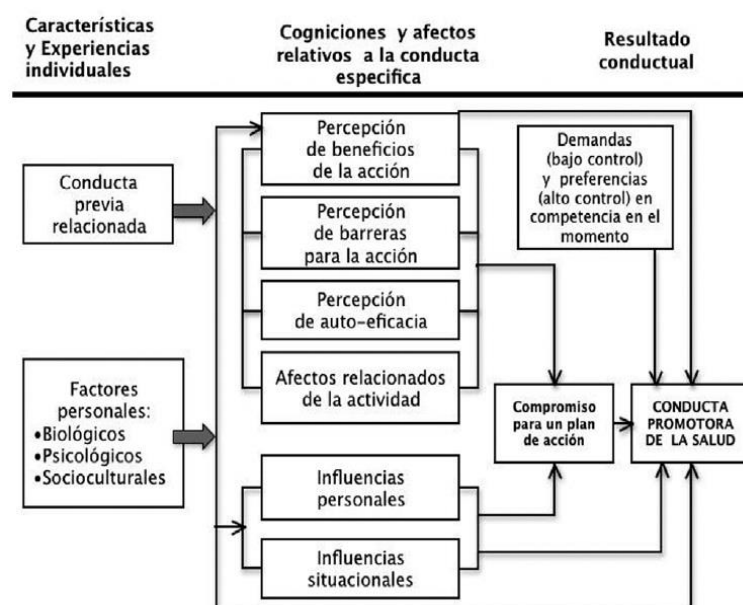 Características
y Experiencias
individuales
Cogniciones y afectos
relativos a la conducta
especifica
Resultado
conductual
Conducta
previa
relacionada
Factores
personales:
•Biológicos
•Psicológicos
•Socioculturales
Percepción
de beneficios
de la acción
Percepción
de barreras
para la acción
Percepción
de auto-eficacia
Afectos relacionados
de la actividad
Influencias
personales
Influencias
situacionales
Demandas
(bajo control)
y preferencias
(alto control) en
competencia en el
momento
Compromiso
para un plan
de acción
CONDUCTA
PROMOTORA
DE LA SALUD